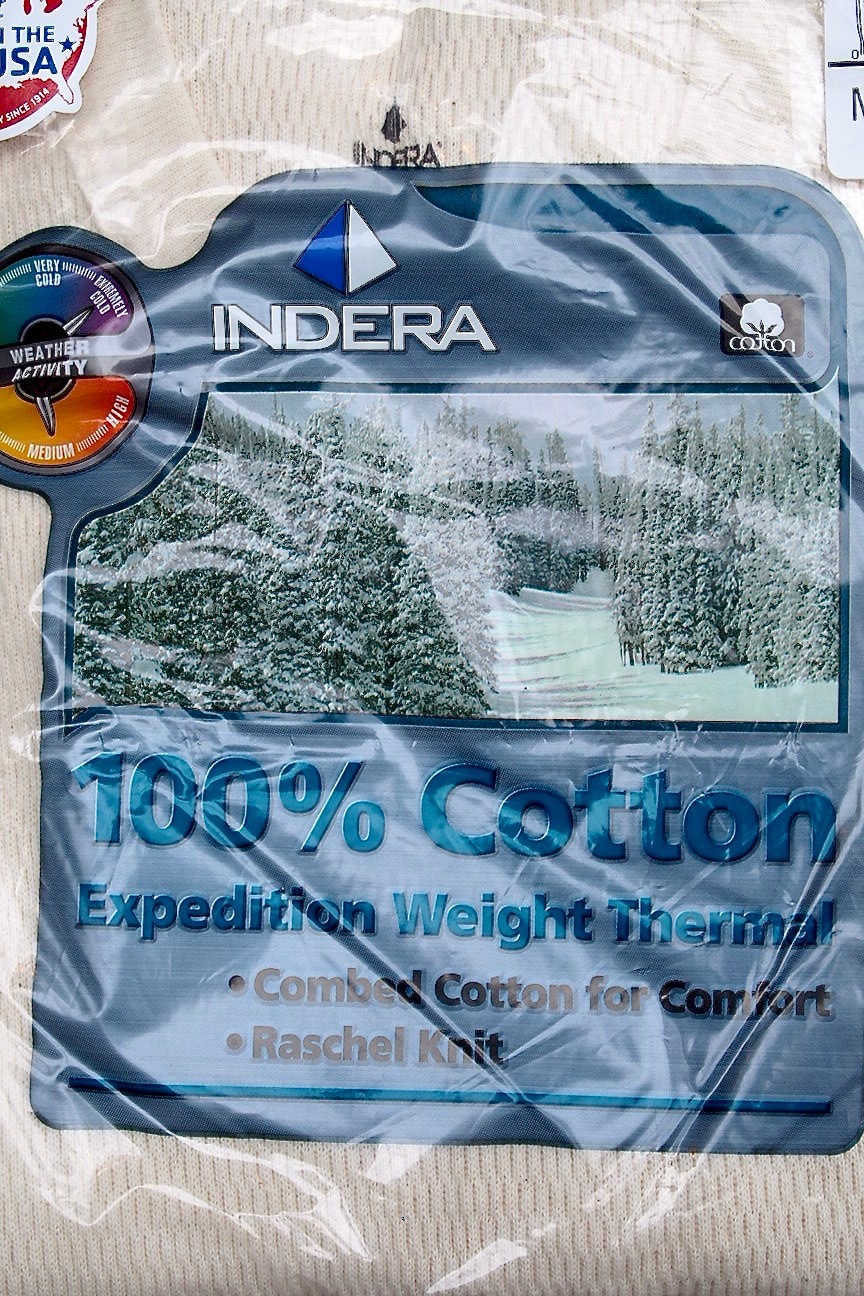 N THE
USA
Y SINCE 1914
INDERA
VERY
COLD
EXTREMELY
COLD
WEATHER
ACTIVITY
MEDIUM
HIGH
INDERA
cotton
100% Cotton
Expedition Weight Thermal
• Combed Cotton for Comfort
• Raschel Knit